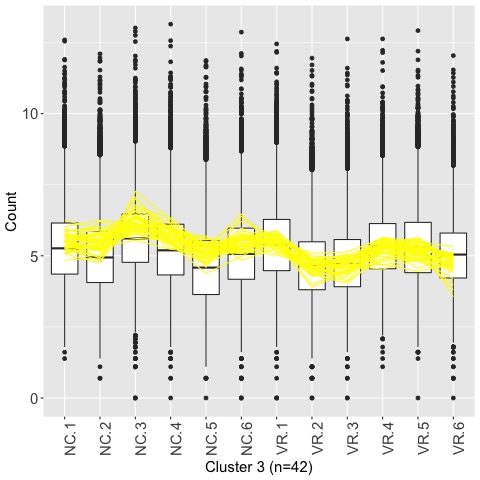 Count
10
5
0
NC.1
NC.2
NC.3
NC.4
NC.5
NC.6
VR.1
VR.2
VR.3
VR.4
VR.5
VR.6
Cluster 3 (n=42)